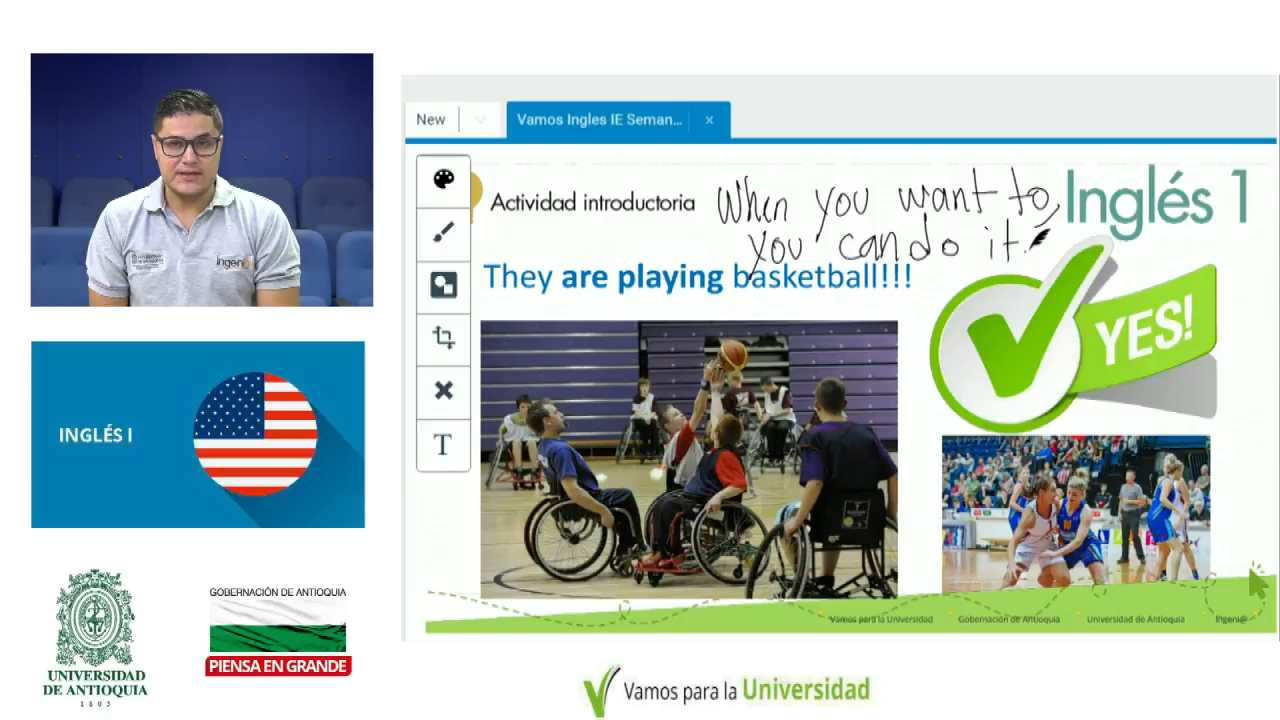 New
Vamos Ingles IE Seman...
Actividad introductoria
When you want to,
you can do it.
Inglés 1
They are playing basketball!!!
YES!
T
ingeni@
INGLÉS I
Vamos para la Universidad
Gobernación de Antioquia
Universidad de Antioquia
Ingeni@
UNIVERSIDAD
DE ANTIOQUIA
1803
GOBERNACIÓN DE ANTIOQUIA
PIENSA EN GRANDE
Vamos para la Universidad